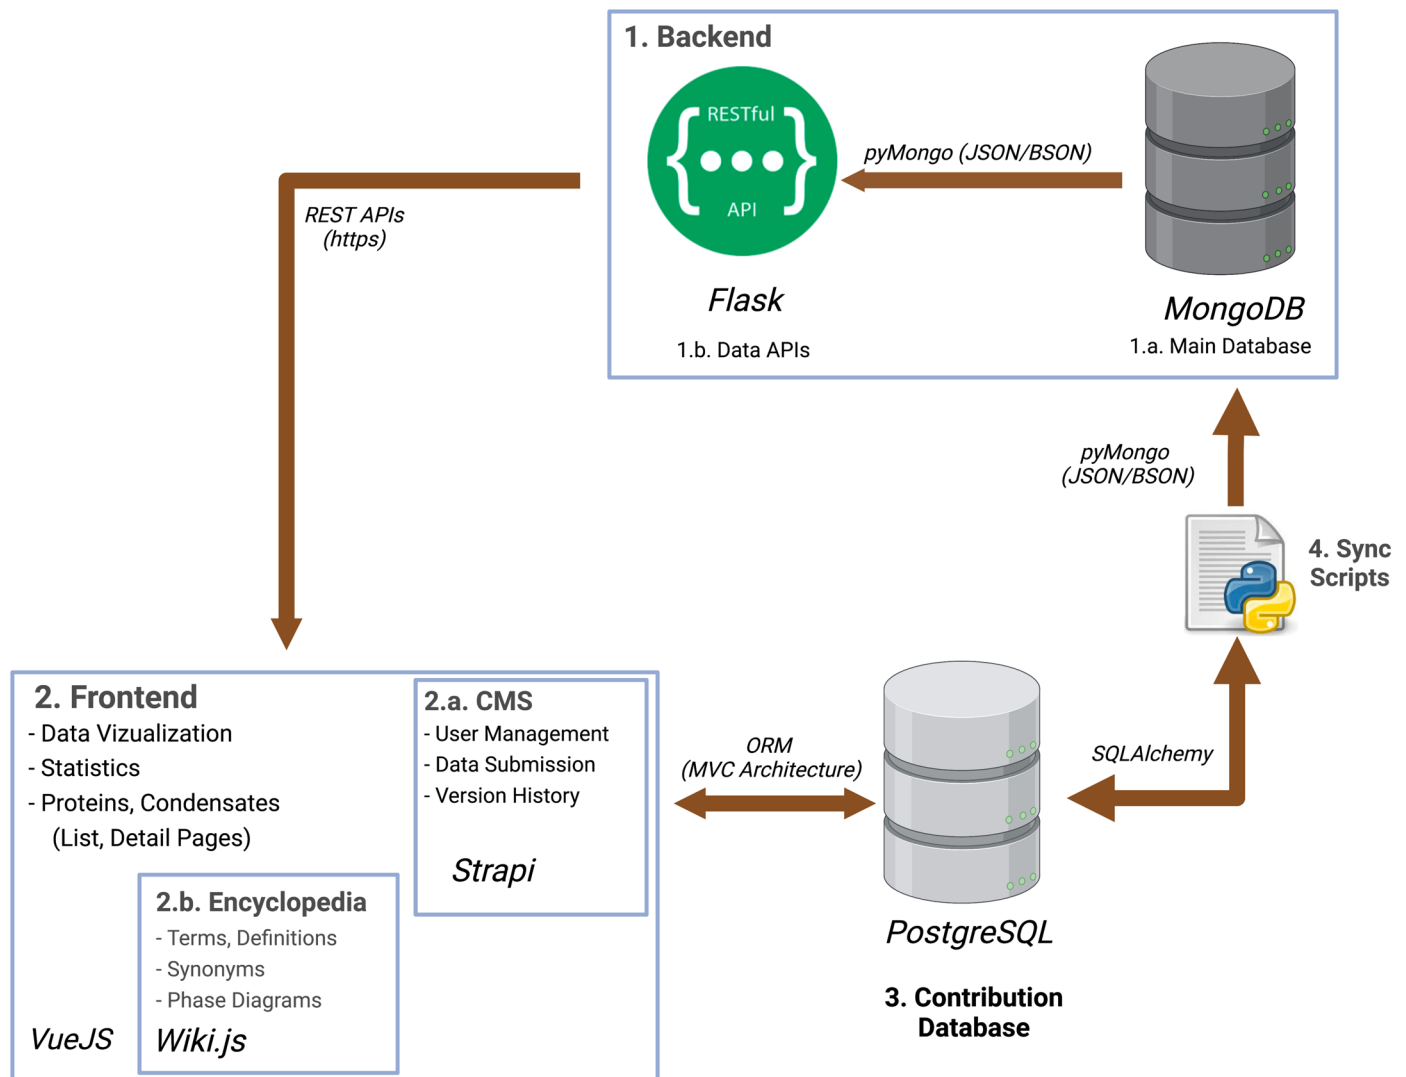 1. Backend
RESTful
API
pyMongo (JSON/BSON)
Flask
1.b. Data APIs
MongoDB
1.a. Main Database
REST APIs
(https)
pyMongo
(JSON/BSON)
4. Sync
Scripts
2. Frontend
- Data Vizualization
- Statistics
- Proteins, Condensates
(List, Detail Pages)
2.a. CMS
- User Management
- Data Submission
- Version History
Strapi
2.b. Encyclopedia
- Terms, Definitions
- Synonyms
- Phase Diagrams
VueJS
Wiki.js
ORM
(MVC Architecture)
SQLAlchemy
PostgreSQL
3. Contribution
Database